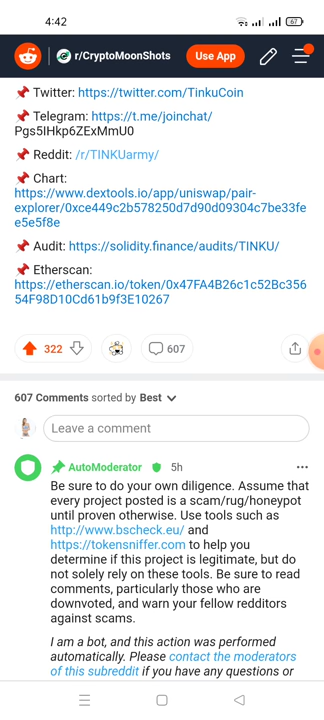 4:42
67
r/CryptoMoonShots
Use App
📌 Twitter: https://twitter.com/TinkuCoin
📌 Telegram: https://t.me/joinchat/
Pgs5IHkp6ZExMmU0
📌 Reddit: /r/TINKUarmy/
📌 Chart:
https://www.dextools.io/app/uniswap/pair-
explorer/0xce449c2b578250d7d90d09304c7be33fe
e5e5f8e
📌 Audit: https://solidity.finance/audits/TINKU/
📌 Etherscan:
https://etherscan.io/token/0x47FA4B26c1c52Bc356
54F98D10Cd61b9f3E10267
322
607
607 Comments sorted by Best
Leave a comment
AutoModerator
5h
Be sure to do your own diligence. Assume that
every project posted is a scam/rug/honeypot
until proven otherwise. Use tools such as
http://www.bscheck.eu/ and
https://tokensniffer.com to help you
determine if this project is legitimate, but do
not solely rely on these tools. Be sure to read
comments, particularly those who are
downvoted, and warn your fellow redditors
against scams.
I am a bot, and this action was performed
automatically. Please contact the moderators
of this subreddit if you have any questions or